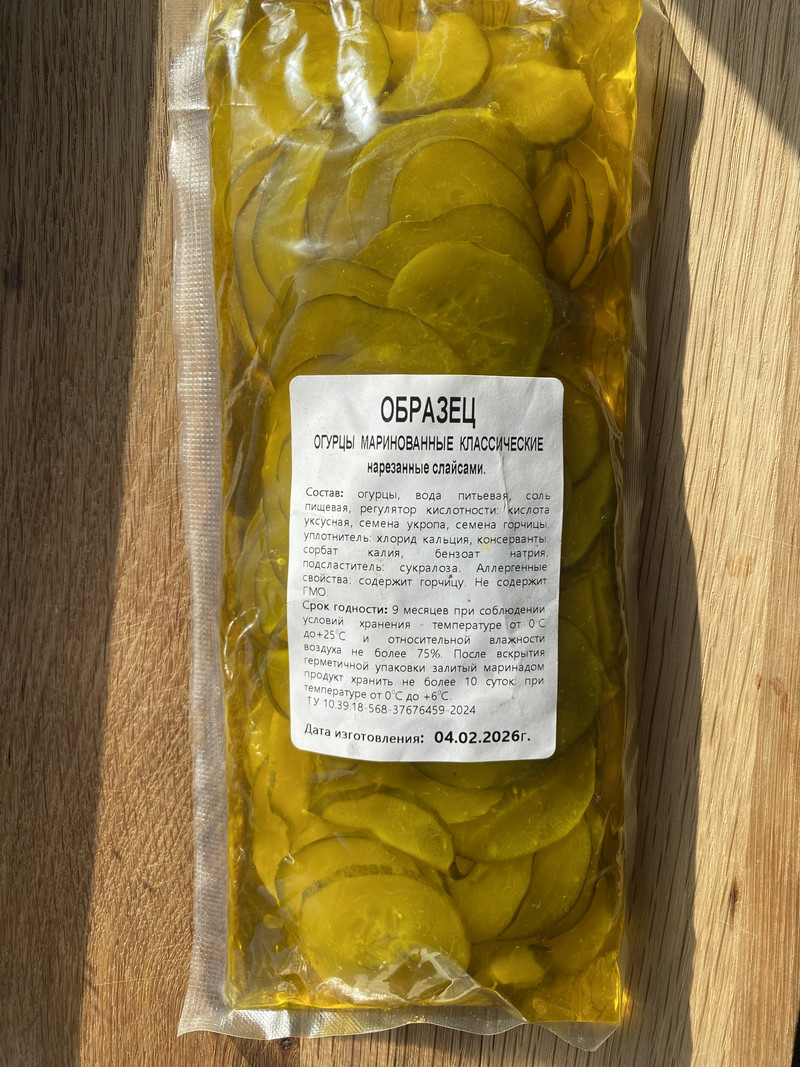 ОБРАЗЕЦ
ОГУРЦЫ МАРИНОВАННЫЕ КЛАССИЧЕСКИЕ
нарезанные слайсами.
Состав: огурцы, вода питьевая, соль
пищевая, регулятор кислотности: кислота
уксусная, семена укропа, семена горчицы.
уплотнитель: хлорид кальция, консерванты:
сорбат калия, бензоат натрия.
подсластитель: сукралоза. Аллергенные
свойства: содержит горчицу. Не содержит
ГМО.
Срок годности: 9 месяцев при соблюдении
условий хранения - температуре от 0°С
до+25°С и относительной влажности
воздуха не более 75%. После вскрытия
герметичной упаковки залитый маринадом
продукт хранить не более 10 суток при
температуре от 0°С до +6°С.
ТУ 10.39.18-568-37676459-2024
Дата изготовления: 04.02.2026г.